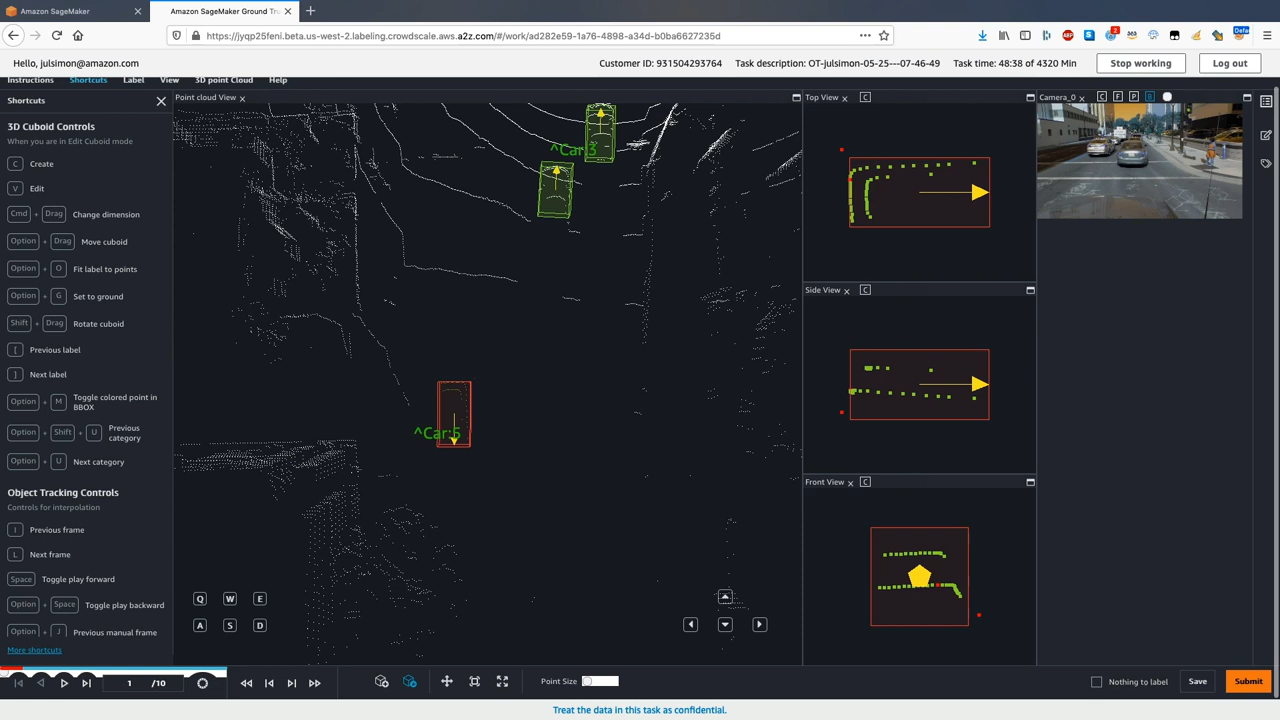 Amazon SageMaker
Amazon SageMaker Ground Tr
https://jyqp25feni.beta.us-west-2.labeling.crowdscale.aws.a2z.com/#/work/ad282e59-1a76-4898-a34d-b0ba6627235d
Hello, julsimon@amazon.com
Customer ID: 931504293764
Task description: OT-julsimon-05-25---07-46-49
Task time: 48:38 of 4320 Min
Stop working
Log out
Instructions
Shortcuts
Label
View
3D point Cloud
Help
Shortcuts
3D Cuboid Controls
When you are in Edit Cuboid mode
C Create
V Edit
Cmd + Drag Change dimension
Option + Drag Move cuboid
Option + O Fit label to points
Option + G Set to ground
Shift + Drag Rotate cuboid
[ Previous label
] Next label
Option + M Toggle colored point in BBOX
Option + Shift + U Previous category
Option + U Next category
Object Tracking Controls
Controls for interpolation
I Previous frame
L Next frame
Space Toggle play forward
Option + Space Toggle play backward
Option + J Previous manual frame
More shortcuts
Point cloud View
^Car:3
^Car:5
Q W E
A S D
Top View C
Side View C
Front View C
Camera_0 C F P B
1 /10
Point Size
Nothing to label
Save
Submit
Treat the data in this task as confidential.